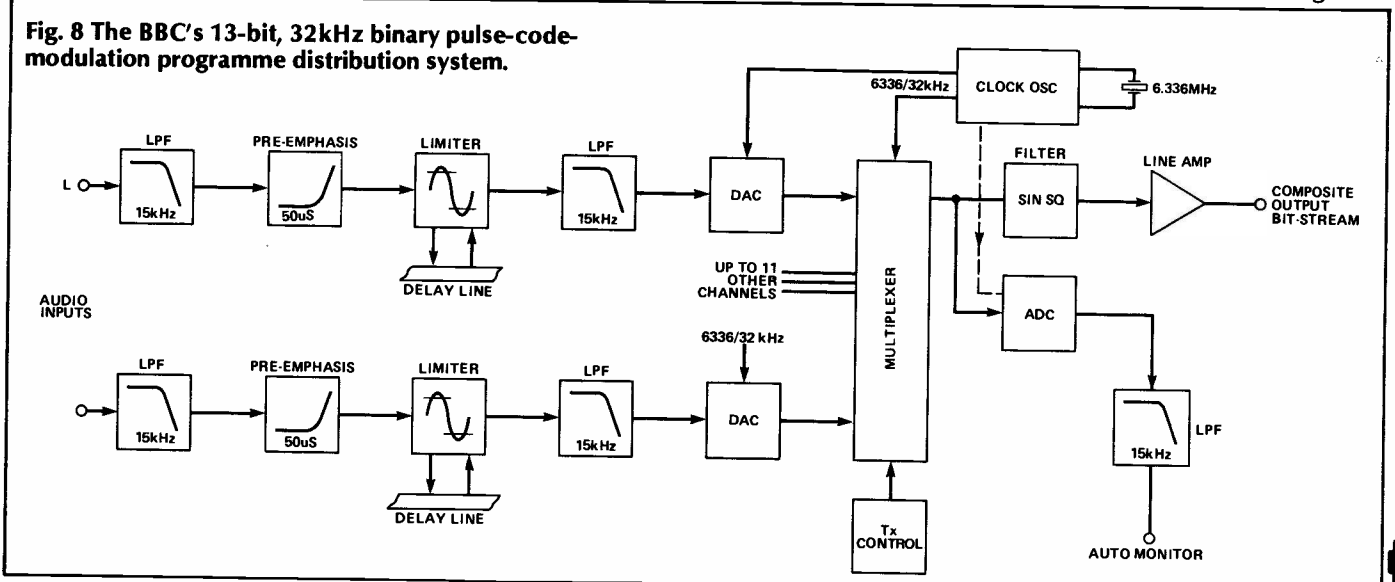 Fig. 8 The BBC's 13-bit, 32kHz binary pulse-code-
modulation programme distribution system.
6336/32kHz
CLOCK OSC
6.336MHz
LPF
PRE-EMPHASIS
LIMITER
LPF
FILTER
LINE AMP
L
15kHz
50uS
15kHz
DAC
SIN SQ
COMPOSITE
OUTPUT
BIT-STREAM
DELAY LINE
UP TO 11
OTHER
CHANNELS
MULTIPLEXER
AUDIO
INPUTS
ADC
6336/32 kHz
LPF
PRE-EMPHASIS
LIMITER
LPF
15kHz
50uS
15kHz
DAC
15kHz
LPF
DELAY LINE
Tx
CONTROL
AUTO MONITOR